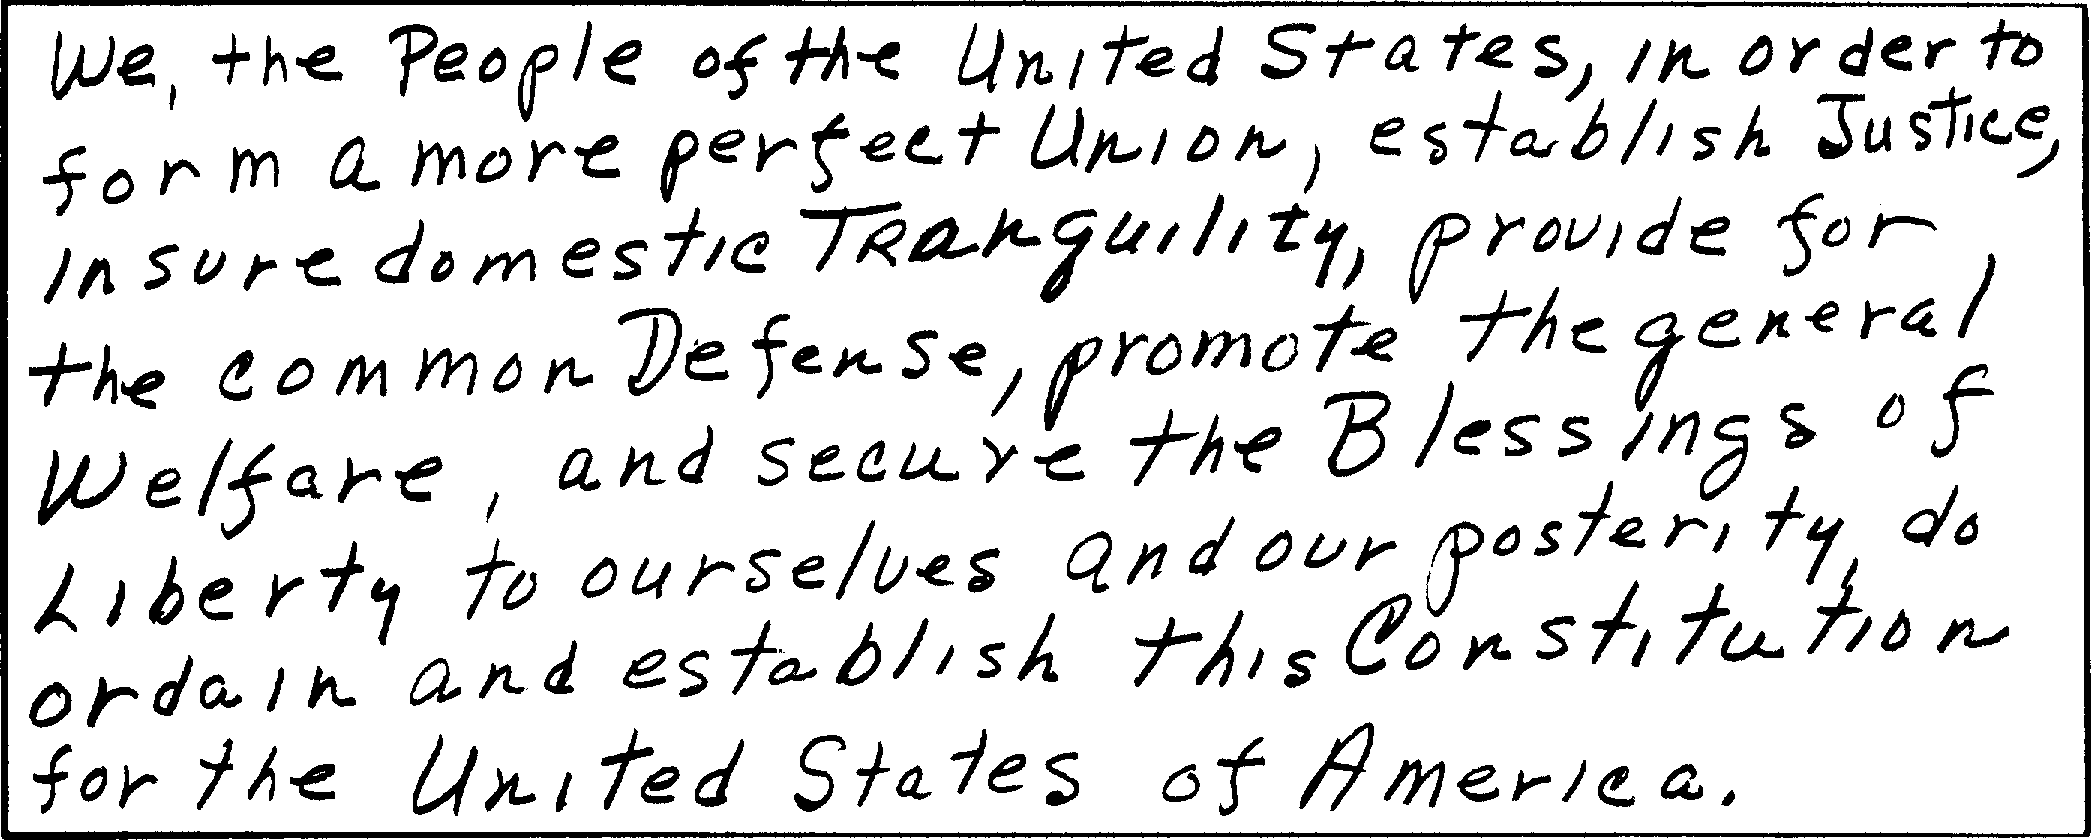 We, the People of the United States, in order to
form a more perfect Union, establish Justice,
insure domestic Tranquility, provide for
the common Defense, promote the general
Welfare, and secure the Blessings of
Liberty to ourselves and our posterity, do
ordain and establish this Constitution
for the United States of America.